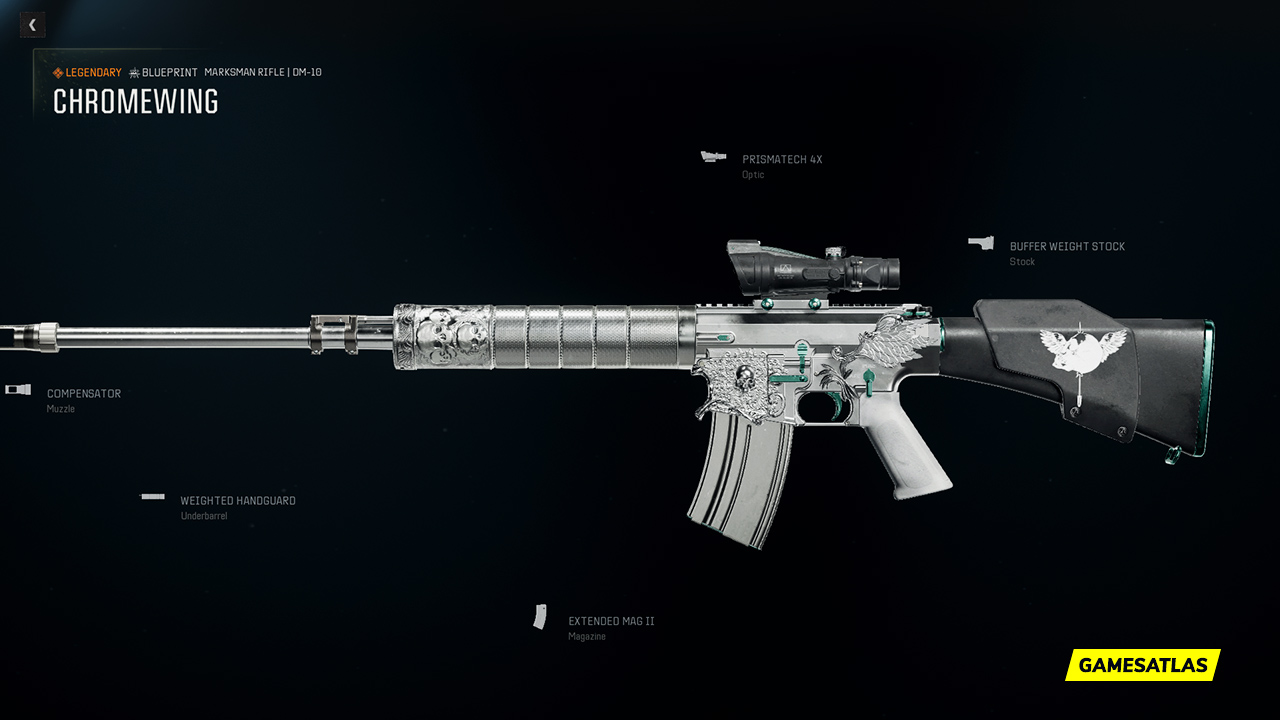 LEGENDARY BLUEPRINT MARKSMAN RIFLE | DM-10
CHROMEWING
PRISMATECH 4X
Optic
BUFFER WEIGHT STOCK
Stock
COMPENSATOR
Muzzle
WEIGHTED HANDGUARD
Underbarrel
EXTENDED MAG II
Magazine
GAMESATLAS